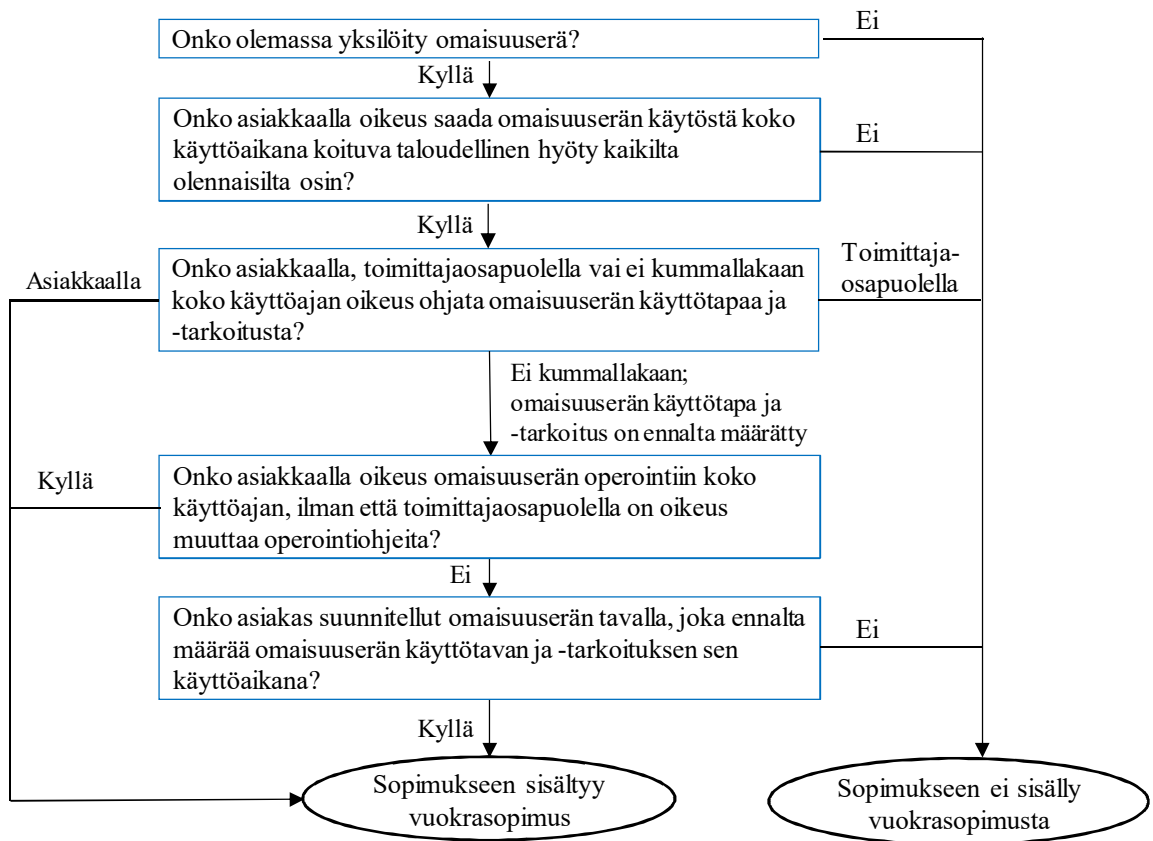 Onko olemassa yksilöity omaisuuserä?
Ei
Kyllä
Onko asiakkaalla oikeus saada omaisuuserän käytöstä koko
käyttöaikana koituva taloudellinen hyöty kaikilta
olennaisilta osin?
Ei
Kyllä
Asiakkaalla
Onko asiakkaalla, toimittajaosapuolella vai ei kummallakaan
koko käyttöajan oikeus ohjata omaisuuserän käyttötapaa ja
-tarkoitusta?
Toimittaja-
osapuolella
Ei kummallakaan;
omaisuuserän käyttötapa ja
-tarkoitus on ennalta määrätty
Kyllä
Onko asiakkaalla oikeus omaisuuserän operointiin koko
käyttöajan, ilman että toimittajaosapuolella on oikeus
muuttaa operointiohjeita?
Ei
Onko asiakas suunnitellut omaisuuserän tavalla, joka ennalta
määrää omaisuuserän käyttötavan ja -tarkoituksen sen
käyttöaikana?
Ei
Kyllä
Sopimukseen sisältyy
vuokrasopimus
Sopimukseen ei sisälly
vuokrasopimusta